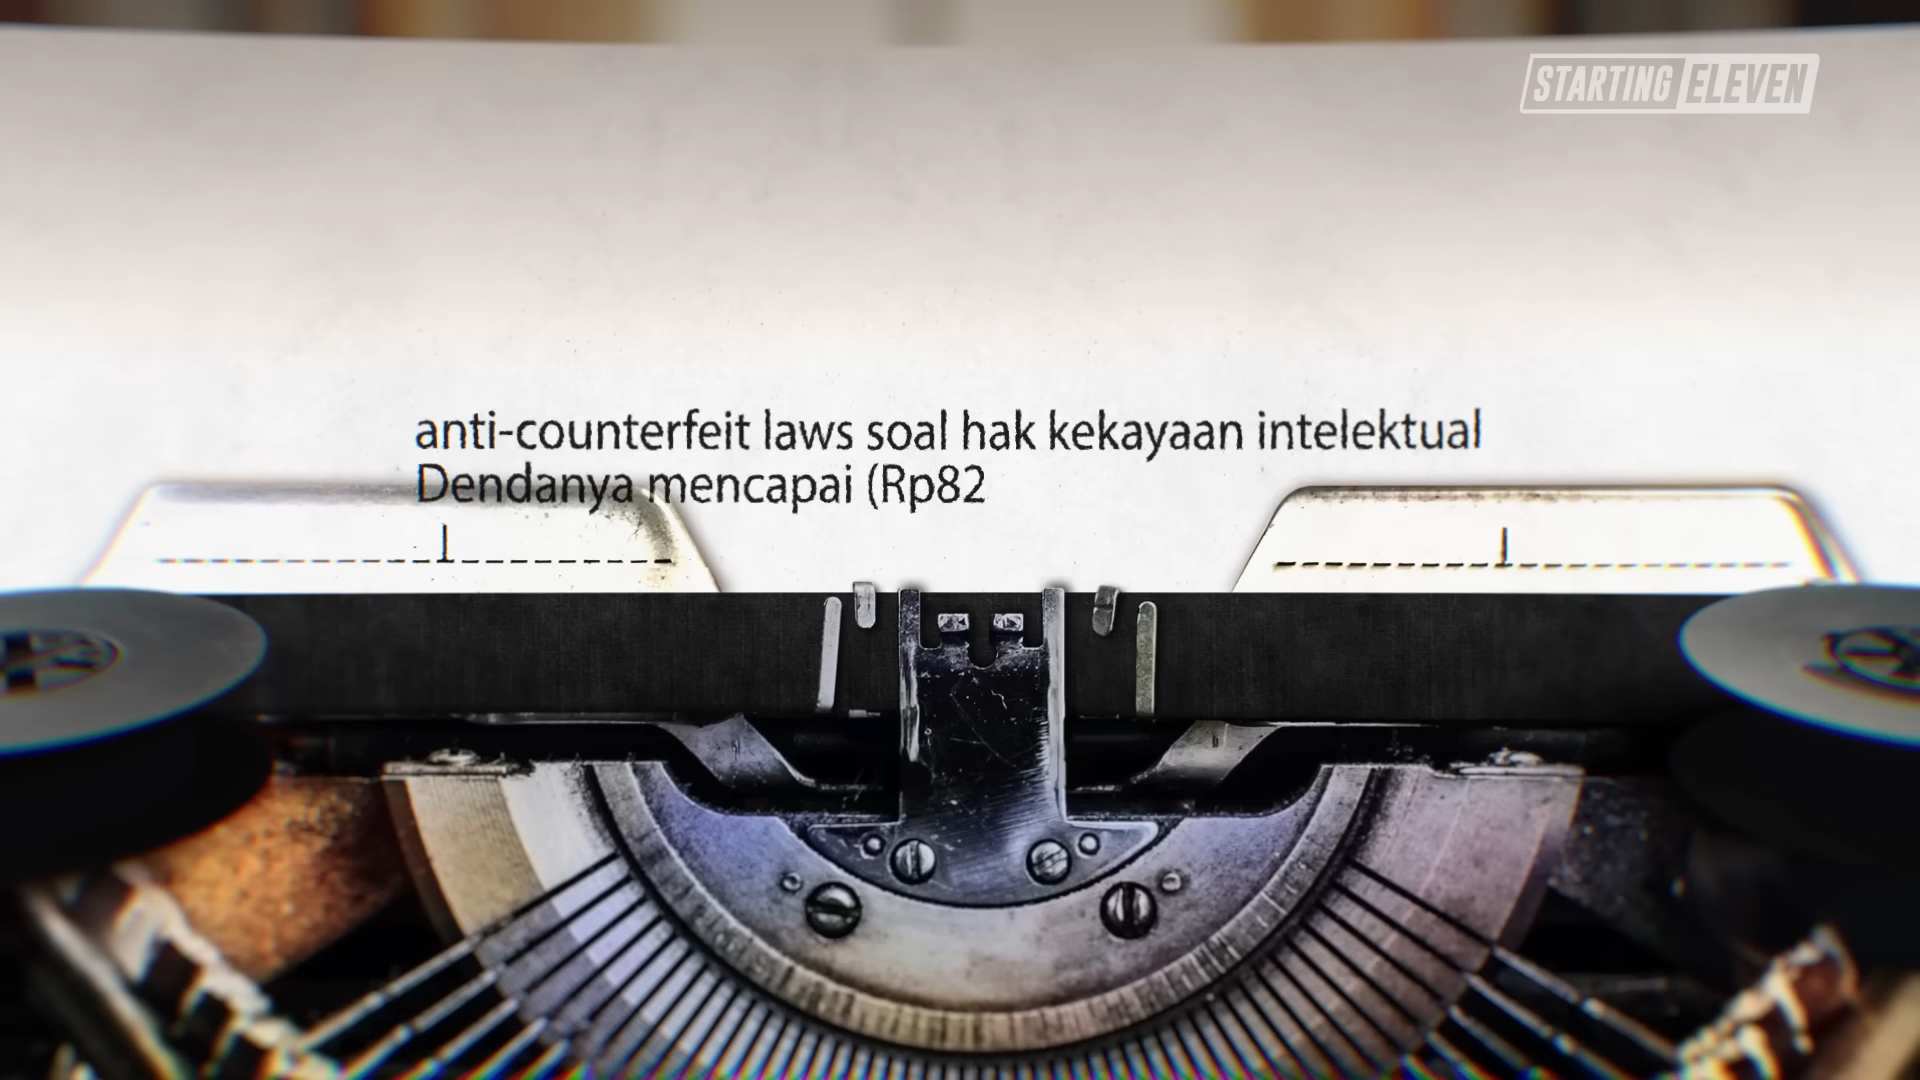 STARTING ELEVEN
anti-counterfeit laws soal hak kekayaan intelektual
Dendanya mencapai (Rp82